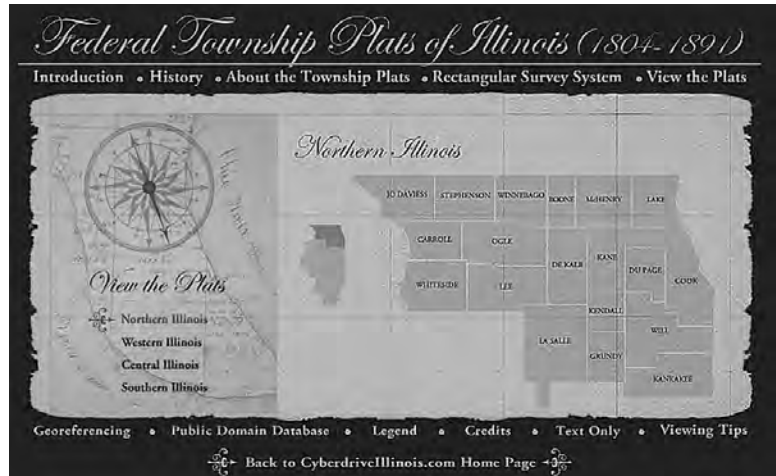 Federal Township Plats of Illinois (1804-1891)
Introduction • History • About the Township Plats • Rectangular Survey System • View the Plats
Northern Illinois
JO DAVIESS STEPHENSON WINNEBAGO BOONE McHENRY LAKE
CARROLL OGLE DE KALB KANE DU PAGE COOK
WHITESIDE LEE
KENDALL
LA SALLE WILL
GRUNDY
KANKAKEE
View the Plats
Northern Illinois
Western Illinois
Central Illinois
Southern Illinois
Georeferencing • Public Domain Database • Legend • Credits • Text Only • Viewing Tips
Back to CyberdriveIllinois.com Home Page